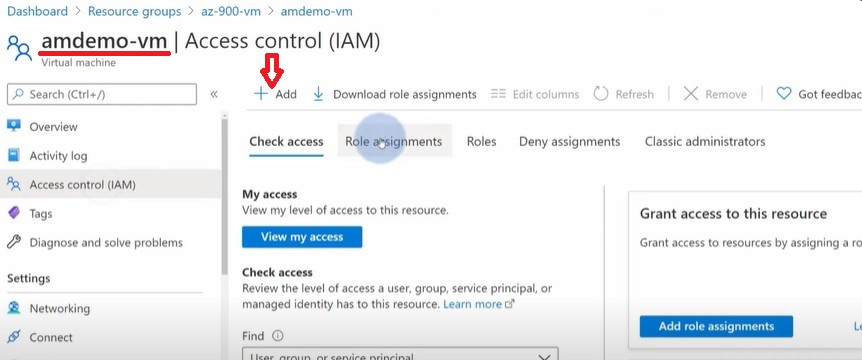 Dashboard > Resource groups > az-900-vm > amdemo-vm
amdemo-vm | Access control (IAM)
Virtual machine
Search (Ctrl+/)
«
Add
Download role assignments
Edit columns
Refresh
Remove
Got feedbac
Overview
Activity log
Access control (IAM)
Tags
Diagnose and solve problems
Settings
Networking
Connect
Check access
Role assignments
Roles
Deny assignments
Classic administrators
My access
View my level of access to this resource.
View my access
Check access
Review the level of access a user, group, service principal, or
managed identity has to this resource. Learn more
Find
User, group, or service principal
Grant access to this resource
Grant access to resources by assigning a ro
Add role assignments
Le